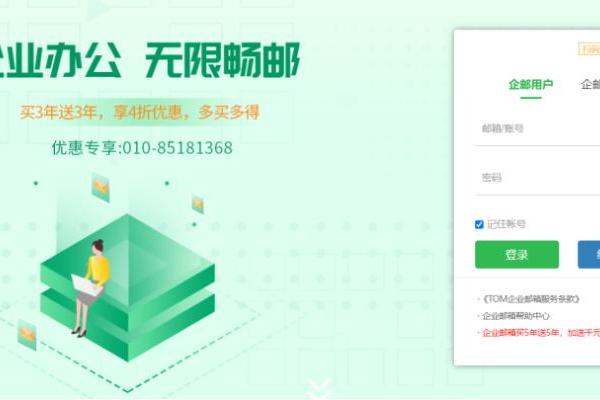 企业办公 无限畅邮
买3年送3年，享4折优惠，多买多得
优惠专享:010-85181368
扫码
企邮用户
企邮
邮箱/账号
密码
记住账号
登录
·《TOM企业邮箱服务条款》
· 企业邮箱帮助中心
· 企业邮箱买5年送5年，加送千元